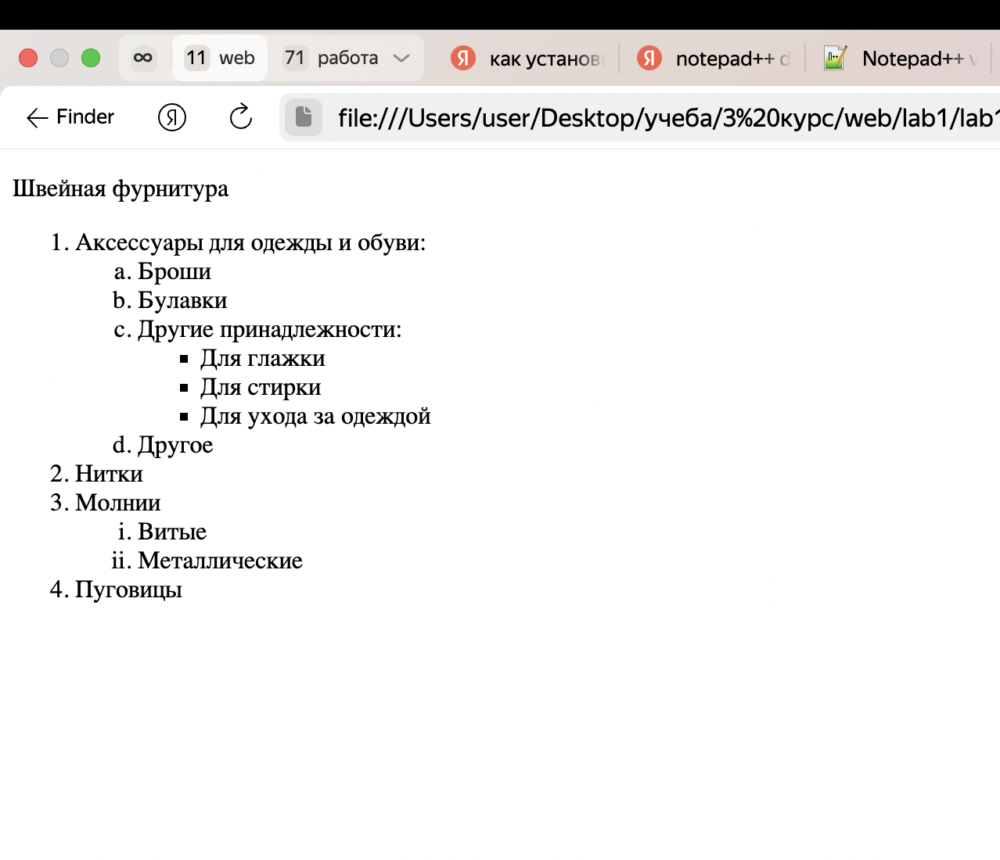 ∞ 11 web 71 работа как установ notepad++ Notepad++
Finder file:///Users/user/Desktop/учеба/3%20курс/web/lab1/lab1
Швейная фурнитура
1. Аксессуары для одежды и обуви:
a. Броши
b. Булавки
c. Другие принадлежности:
Для глажки
Для стирки
Для ухода за одеждой
d. Другое
2. Нитки
3. Молнии
i. Витые
ii. Металлические
4. Пуговицы